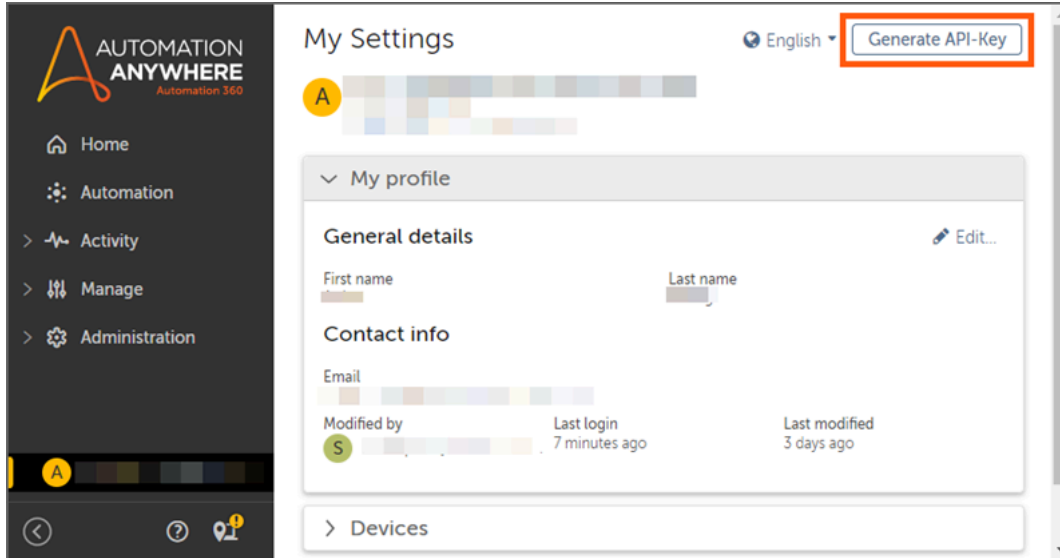 AUTOMATION
ANYWHERE
Automation 360
Home
Automation
Activity
Manage
Administration
A
My Settings
English
Generate API-Key
A
My profile
General details
Edit...
First name
Last name
Contact info
Email
Modified by
Last login
Last modified
S
7 minutes ago
3 days ago
Devices